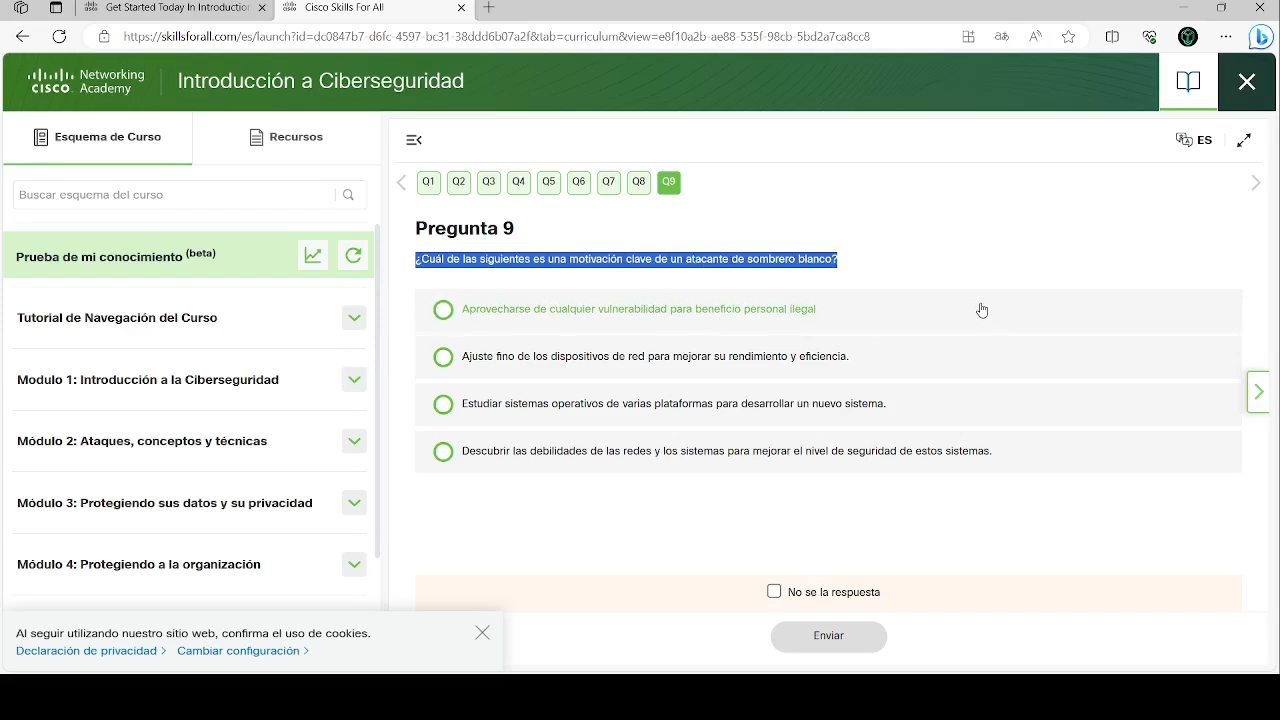 Get Started Today In Introduction
Cisco Skills For All
https://skillsforall.com/es/launch?id=dc0847b7-d6fc-4597-bc31-38ddd6b07a2f&tab=curriculum&view=e8f10a2b-ae88-535f-98cb-5bd2a7ca8cc8
Networking
CISCO Academy
Introducción a Ciberseguridad
Esquema de Curso
Recursos
ES
Buscar esquema del curso
Q1 Q2 Q3 Q4 Q5 Q6 Q7 Q8 Q9
Prueba de mi conocimiento (beta)
Tutorial de Navegación del Curso
Modulo 1: Introducción a la Ciberseguridad
Módulo 2: Ataques, conceptos y técnicas
Módulo 3: Protegiendo sus datos y su privacidad
Módulo 4: Protegiendo a la organización
Pregunta 9
¿Cuál de las siguientes es una motivación clave de un atacante de sombrero blanco?
Aprovecharse de cualquier vulnerabilidad para beneficio personal ilegal
Ajuste fino de los dispositivos de red para mejorar su rendimiento y eficiencia.
Estudiar sistemas operativos de varias plataformas para desarrollar un nuevo sistema.
Descubrir las debilidades de las redes y los sistemas para mejorar el nivel de seguridad de estos sistemas.
No se la respuesta
Enviar
Al seguir utilizando nuestro sitio web, confirma el uso de cookies.
Declaración de privacidad > Cambiar configuración >